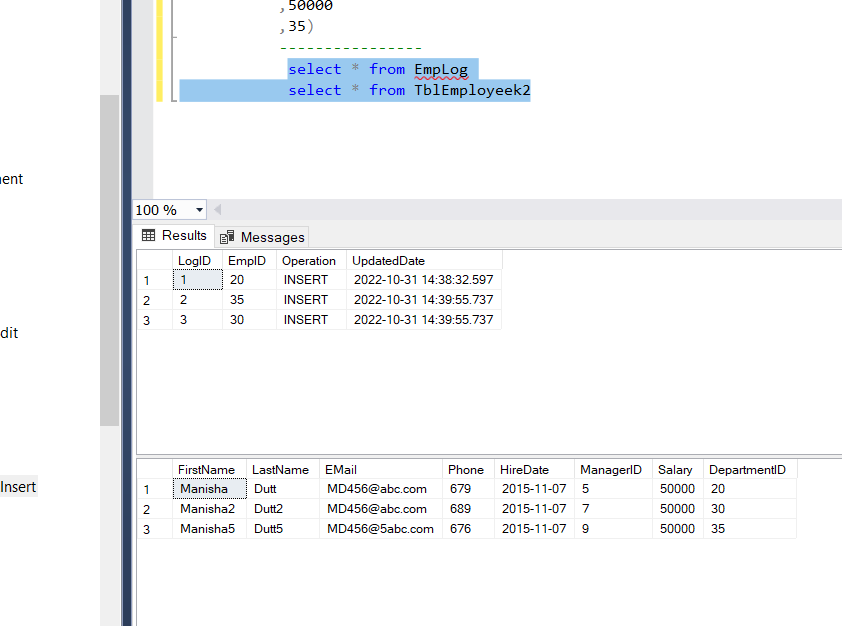 ,50000
,35)
----------------
select * from EmpLog
select * from TblEmployeek2
ent
100 %
Results Messages
LogID EmpID Operation UpdatedDate
1 1 20 INSERT 2022-10-31 14:38:32.597
2 2 35 INSERT 2022-10-31 14:39:55.737
dit
3 3 30 INSERT 2022-10-31 14:39:55.737
FirstName LastName EMail Phone HireDate ManagerID Salary DepartmentID
Insert
1 Manisha Dutt MD456@abc.com 679 2015-11-07 5 50000 20
2 Manisha2 Dutt2 MD456@abc.com 689 2015-11-07 7 50000 30
3 Manisha5 Dutt5 MD456@5abc.com 676 2015-11-07 9 50000 35